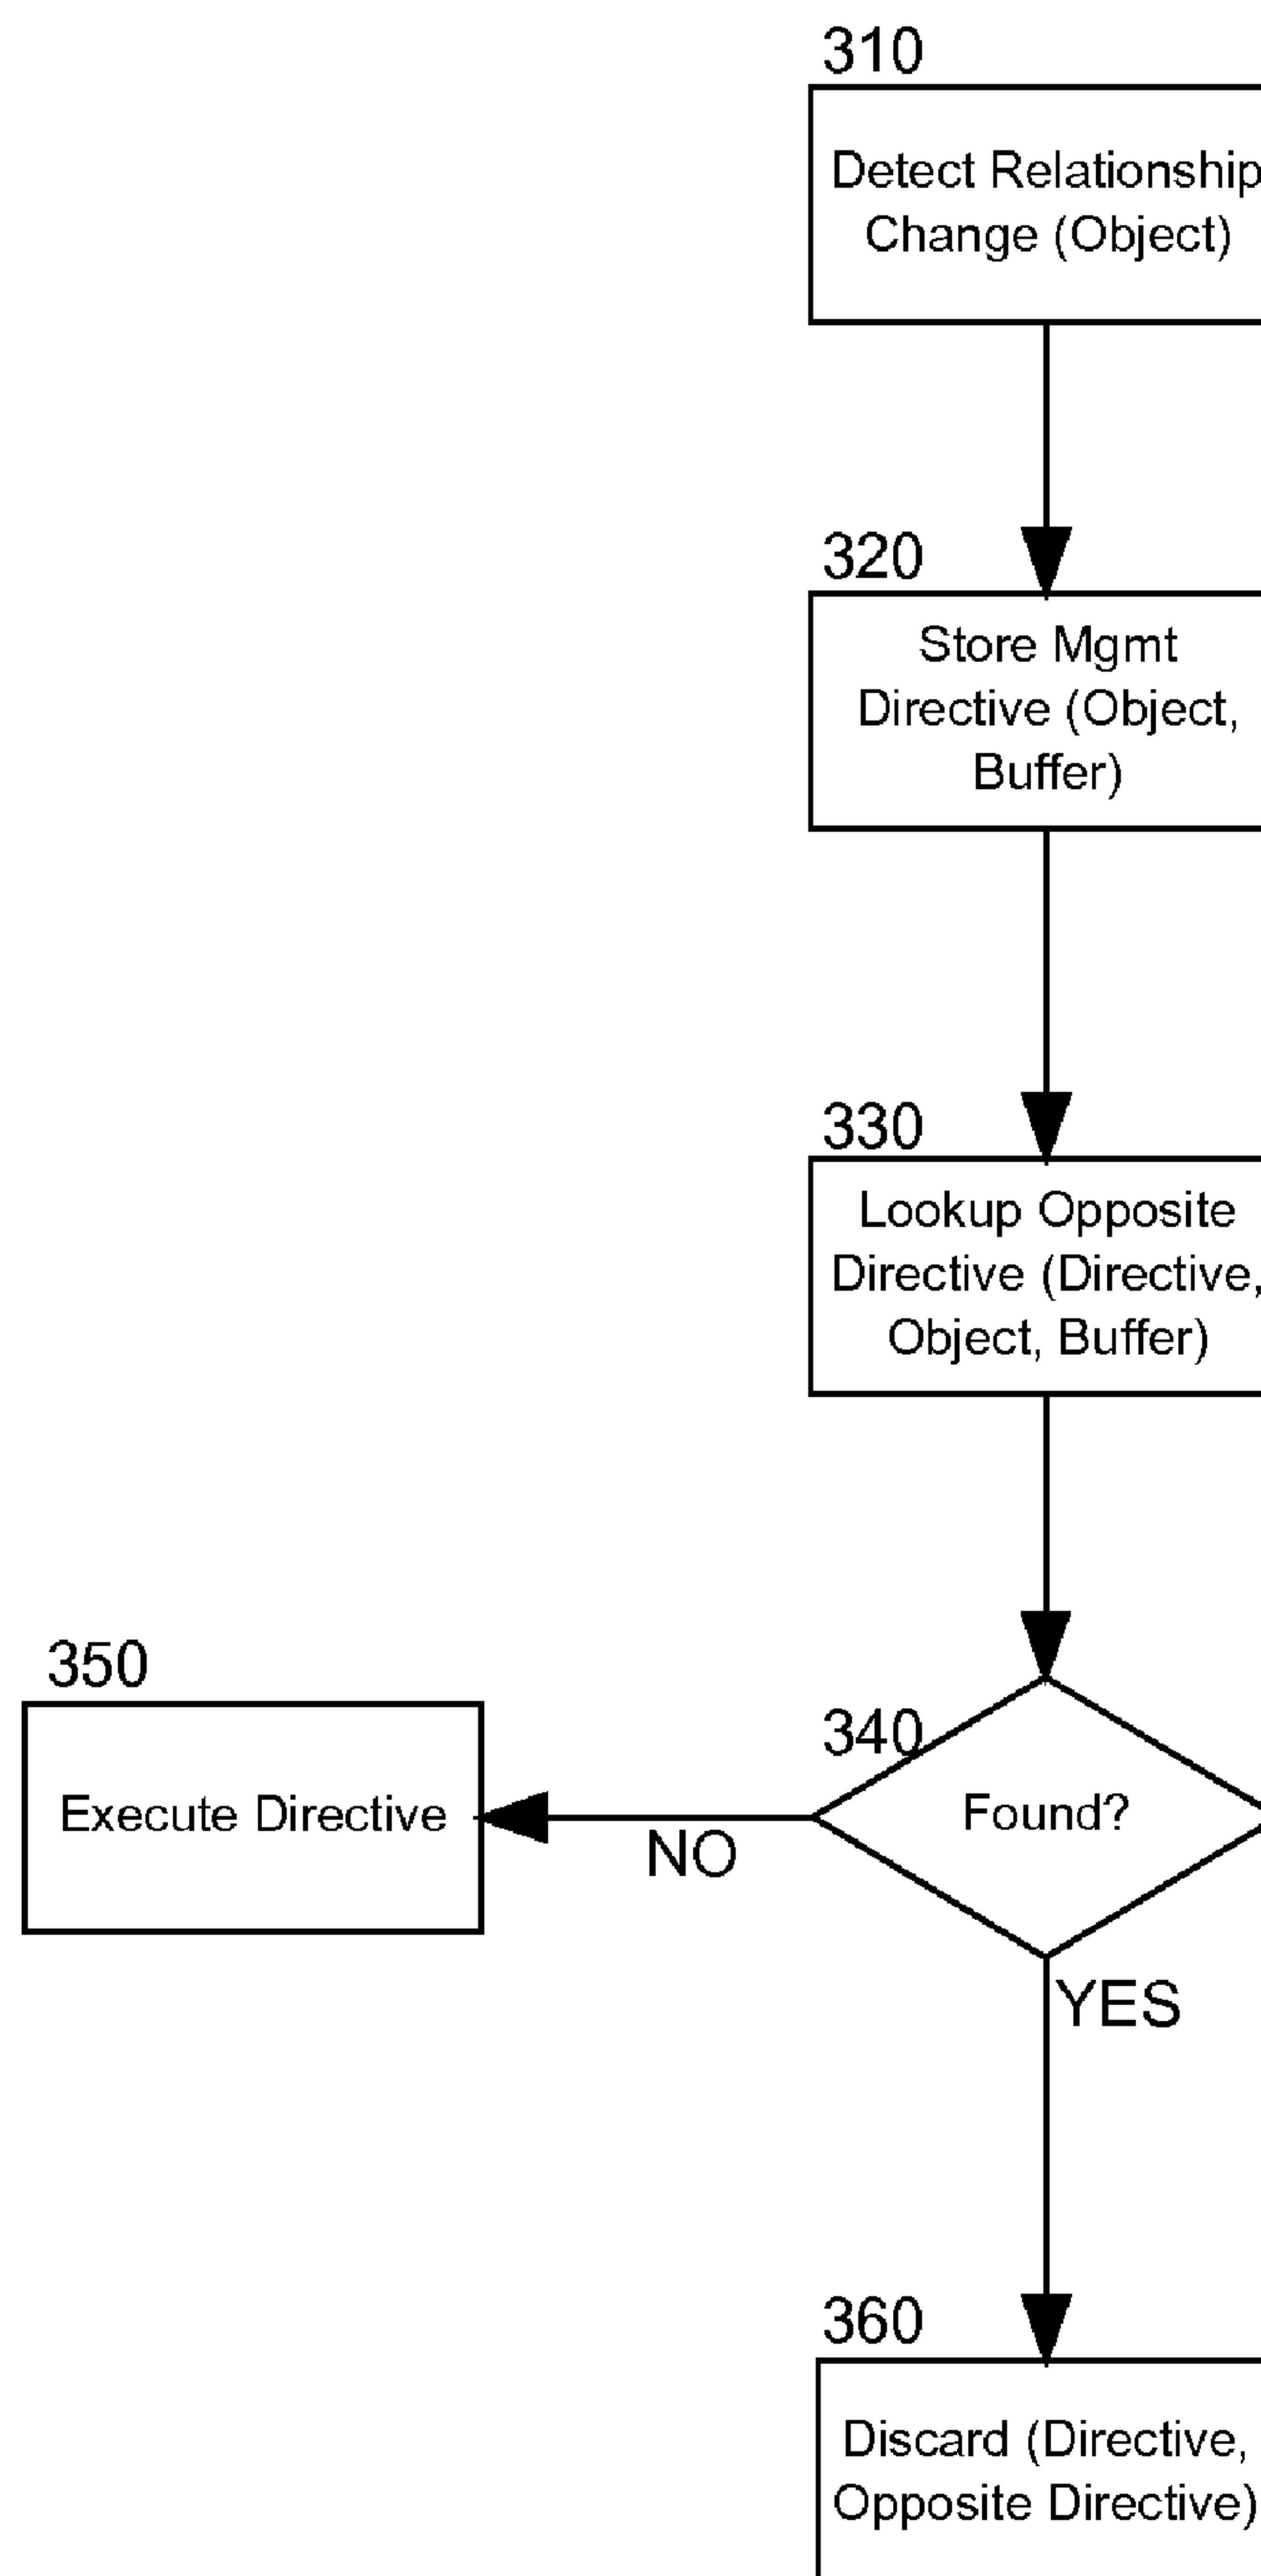 310
Detect Relationship
Change (Object)
320
Store Mgmt
Directive (Object,
Buffer)
330
Lookup Opposite
Directive (Directive,
Object, Buffer)
350
Execute Directive
340
Found?
NO
YES
360
Discard (Directive,
Opposite Directive)